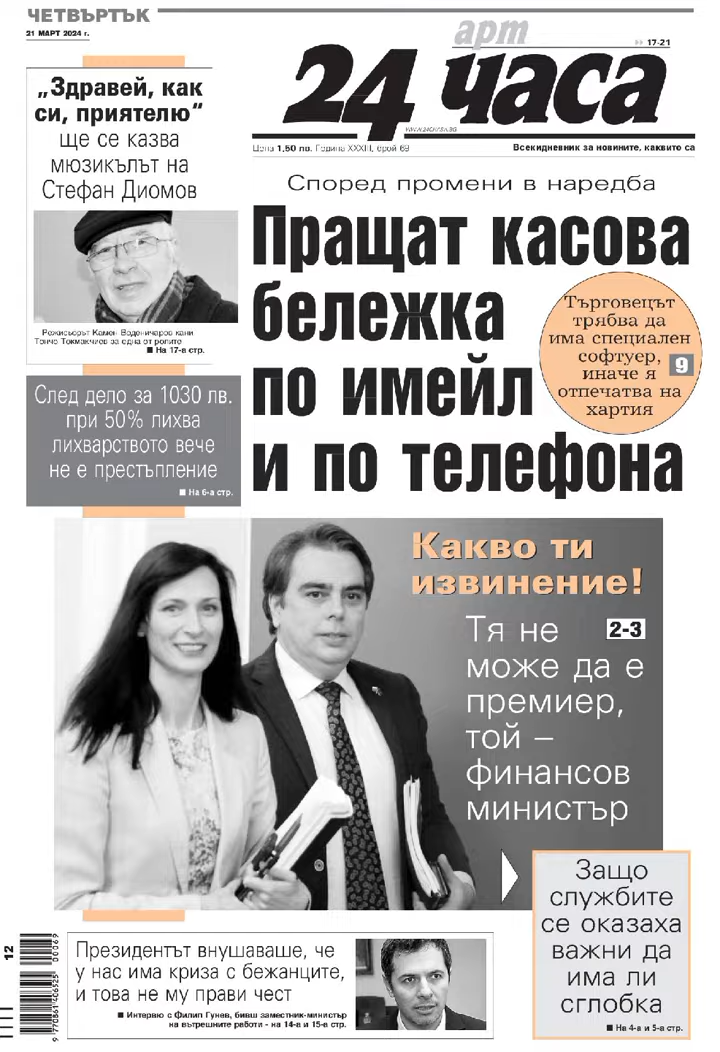 ЧЕТВЪРТЪК
21 МАРТ 2024 г.
„Здравей, как
си, приятелю“
ще се казва
мюзикълът на
Стефан Диомов
Режисьорът Камен Воденичаров кани
Тончо Токмакчиев за една от ролите
■ На 17-а стр.
След дело за 1030 лв.
при 50% лихва
лихварството вече
не е престъпление
■ На 6-а стр.
арт
17-21
24 часа
WWW.24CHASA.BG
Цена 1,50 лв. Година XXXIII, брой 69
Всекидневник за новините, каквито са
Според промени в наредба
Пращат касова
бележка
по имейл
и по телефона
Търговецът
трябва да
има специален
софтуер,
иначе я
отпечатва на
хартия
9
Какво ти
извинение!
Тя не
може да е
премиер,
той –
финансов
министър
2-3
Защо
службите
се оказаха
важни да
има ли
сглобка
■ На 4-а и 5-а стр.
Президентът внушаваше, че
у нас има криза с бежанците,
и това не му прави чест
■ Интервю с Филип Гунев, бивш заместник-министър
на вътрешните работи - на 14-а и 15-а стр.
12
00069
9 770861 406525